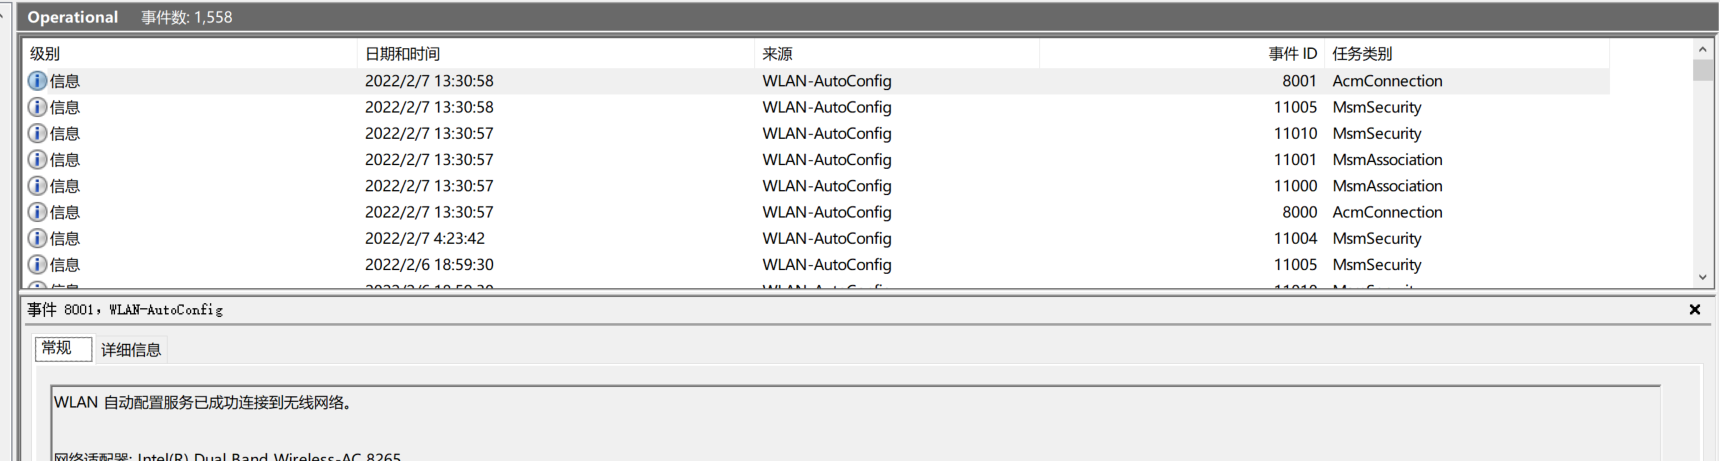 Operational 事件数: 1,558
级别 日期和时间 来源 事件 ID 任务类别
信息 2022/2/7 13:30:58 WLAN-AutoConfig 8001 AcmConnection
信息 2022/2/7 13:30:58 WLAN-AutoConfig 11005 MsmSecurity
信息 2022/2/7 13:30:57 WLAN-AutoConfig 11010 MsmSecurity
信息 2022/2/7 13:30:57 WLAN-AutoConfig 11001 MsmAssociation
信息 2022/2/7 13:30:57 WLAN-AutoConfig 11000 MsmAssociation
信息 2022/2/7 13:30:57 WLAN-AutoConfig 8000 AcmConnection
信息 2022/2/7 4:23:42 WLAN-AutoConfig 11004 MsmSecurity
信息 2022/2/6 18:59:30 WLAN-AutoConfig 11005 MsmSecurity
事件 8001，WLAN-AutoConfig
常规 详细信息
WLAN 自动配置服务已成功连接到无线网络。
网络适配器: Intel(R) Dual Band Wireless-AC 8265